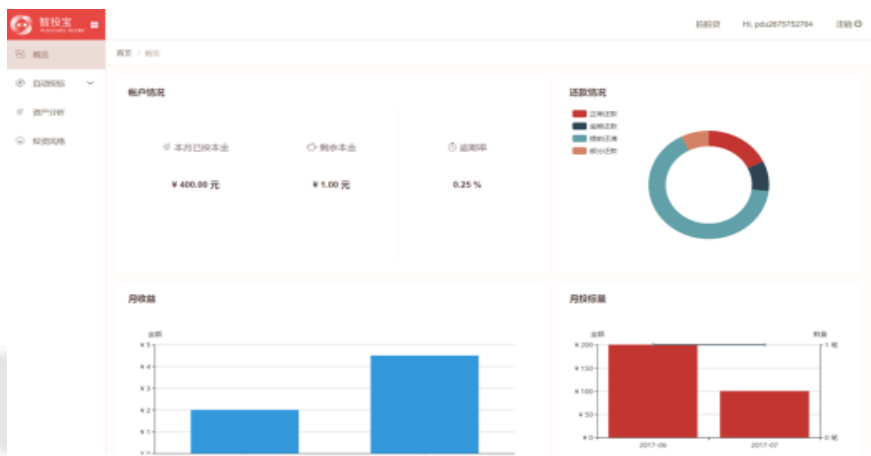 智投宝
Automatic tender
拍拍贷 Hi, pdu2675752764 注销
概览
首页 / 概览
自动投标
资产分析
投资风格
帐户情况
本月已投本金 剩余本金 逾期率
¥ 400.00 元 ¥ 1.00 元 0.25 %
还款情况
正常还款
逾期还款
提前还清
部分还款
月收益
金额
¥ 5
¥ 4
¥ 3
¥ 2
¥ 1
¥ 0
月投标量
金额 数量
¥ 200 1 笔
¥ 150
¥ 100
¥ 50
¥ 0 0 笔
2017-06 2017-07